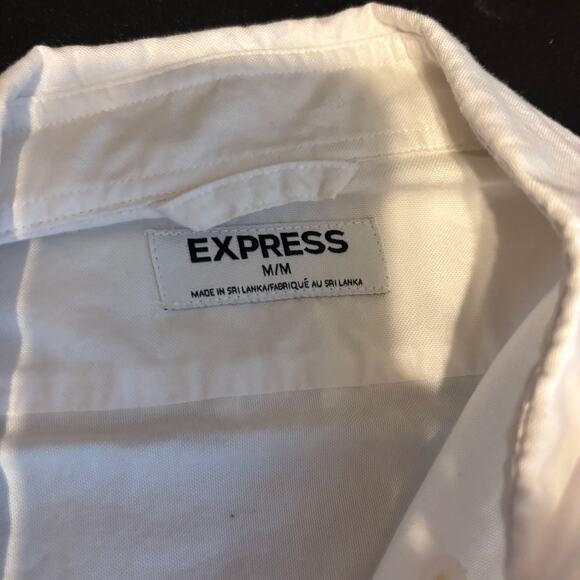 EXPRESS
M/M
MADE IN SRI LANKA/FABRIQUÉ AU SRI LANKA